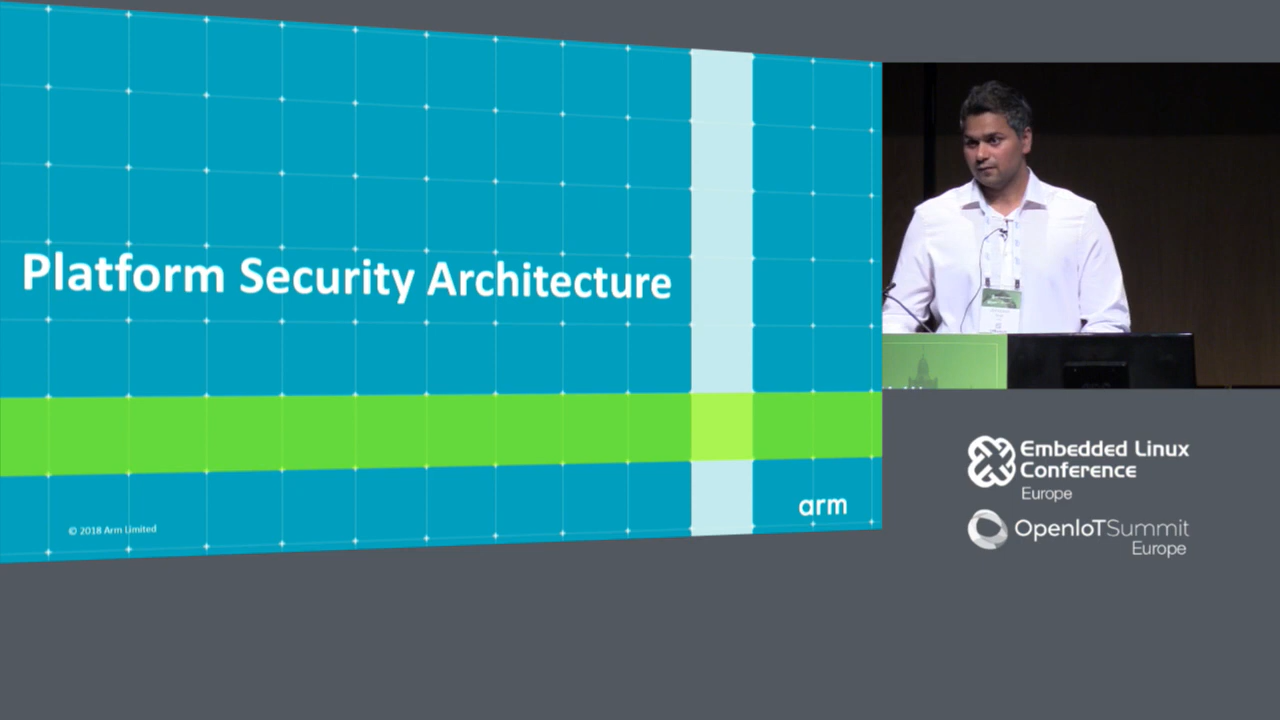 Platform Security Architecture
© 2018 Arm Limited
arm
Embedded Linux
Conference
Europe
OpenIoTSummit
Europe